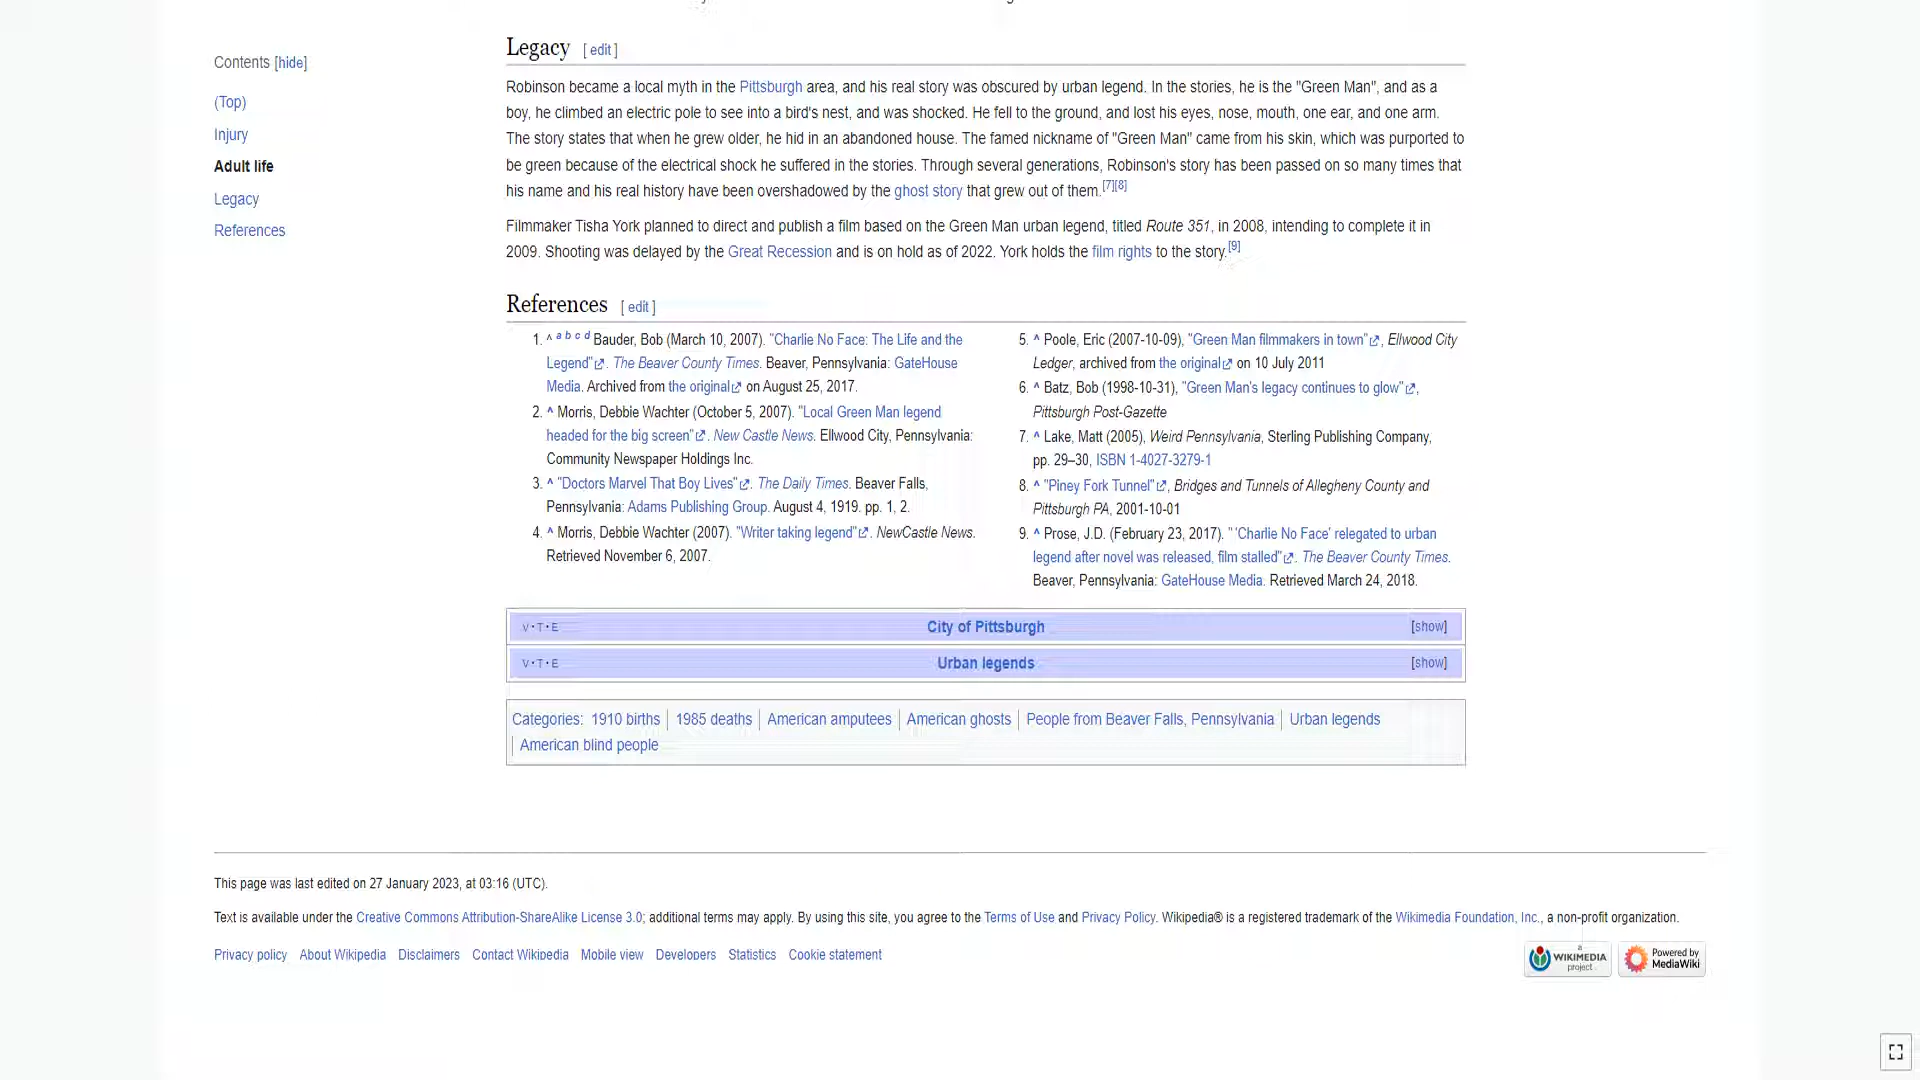 Contents [hide]
(Top)
Injury
Adult life
Legacy
References
Legacy [ edit ]
Robinson became a local myth in the Pittsburgh area, and his real story was obscured by urban legend. In the stories, he is the "Green Man", and as a
boy, he climbed an electric pole to see into a bird's nest, and was shocked. He fell to the ground, and lost his eyes, nose, mouth, one ear, and one arm.
The story states that when he grew older, he hid in an abandoned house. The famed nickname of "Green Man" came from his skin, which was purported to
be green because of the electrical shock he suffered in the stories. Through several generations, Robinson's story has been passed on so many times that
his name and his real history have been overshadowed by the ghost story that grew out of them.[7][8]
Filmmaker Tisha York planned to direct and publish a film based on the Green Man urban legend, titled Route 351, in 2008, intending to complete it in
2009. Shooting was delayed by the Great Recession and is on hold as of 2022. York holds the film rights to the story.[9]
References [ edit ]
1. ^ a b c d Bauder, Bob (March 10, 2007). "Charlie No Face: The Life and the
Legend". The Beaver County Times. Beaver, Pennsylvania: GateHouse
Media. Archived from the original on August 25, 2017.
2. ^ Morris, Debbie Wachter (October 5, 2007). "Local Green Man legend
headed for the big screen". New Castle News. Ellwood City, Pennsylvania:
Community Newspaper Holdings Inc.
3. ^ "Doctors Marvel That Boy Lives". The Daily Times. Beaver Falls,
Pennsylvania: Adams Publishing Group. August 4, 1919. pp. 1, 2.
4. ^ Morris, Debbie Wachter (2007). "Writer taking legend". NewCastle News.
Retrieved November 6, 2007.
5. ^ Poole, Eric (2007-10-09), "Green Man filmmakers in town", Ellwood City
Ledger, archived from the original on 10 July 2011
6. ^ Batz, Bob (1998-10-31), "Green Man's legacy continues to glow",
Pittsburgh Post-Gazette
7. ^ Lake, Matt (2005), Weird Pennsylvania, Sterling Publishing Company,
pp. 29–30, ISBN 1-4027-3279-1
8. ^ "Piney Fork Tunnel", Bridges and Tunnels of Allegheny County and
Pittsburgh PA, 2001-10-01
9. ^ Prose, J.D. (February 23, 2017). " 'Charlie No Face' relegated to urban
legend after novel was released, film stalled". The Beaver County Times.
Beaver, Pennsylvania: GateHouse Media. Retrieved March 24, 2018.
V·T·E City of Pittsburgh [show]
V·T·E Urban legends [show]
Categories: 1910 births | 1985 deaths | American amputees | American ghosts | People from Beaver Falls, Pennsylvania | Urban legends
| American blind people
This page was last edited on 27 January 2023, at 03:16 (UTC).
Text is available under the Creative Commons Attribution-ShareAlike License 3.0; additional terms may apply. By using this site, you agree to the Terms of Use and Privacy Policy. Wikipedia® is a registered trademark of the Wikimedia Foundation, Inc., a non-profit organization.
Privacy policy About Wikipedia Disclaimers Contact Wikipedia Mobile view Developers Statistics Cookie statement
a WIKIMEDIA project
Powered by MediaWiki